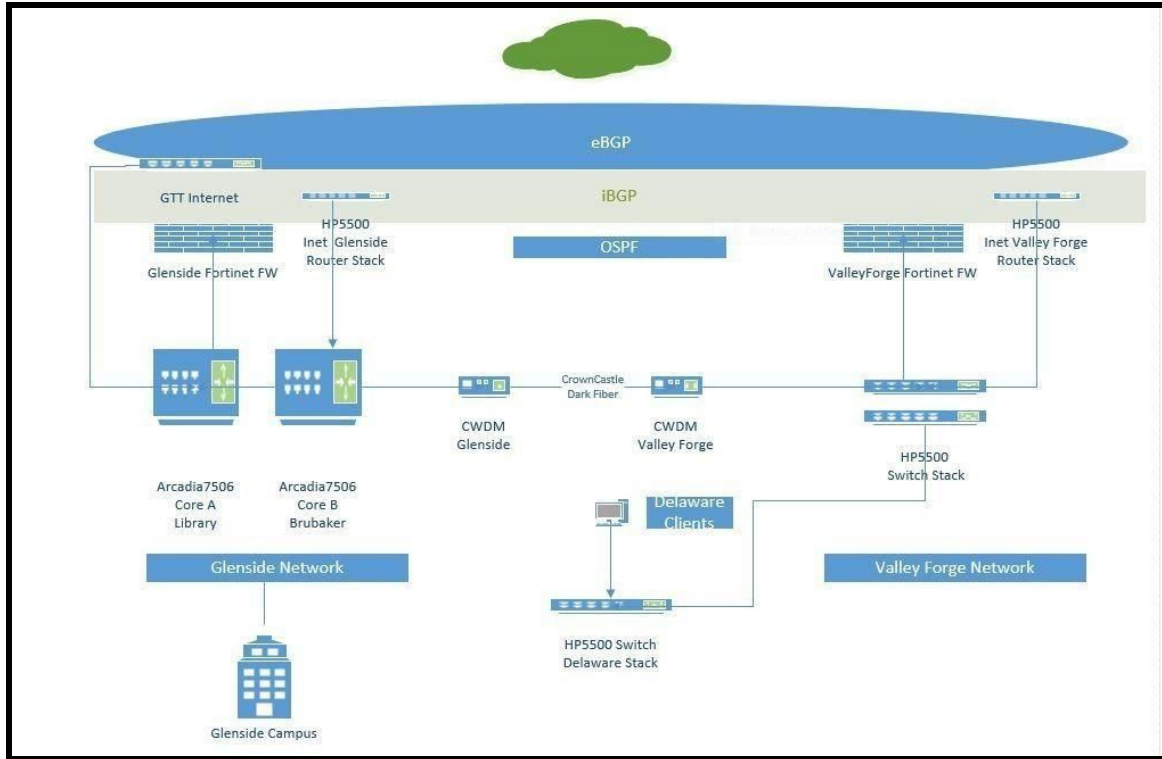 eBGP
iBGP
GTT Internet
HP5500
Inet Glenside
Router Stack
Glenside Fortinet FW
OSPF
ValleyForge Fortinet FW
HP5500
Inet Valley Forge
Router Stack
CrownCastle
Dark Fiber
CWDM
Glenside
CWDM
Valley Forge
HP5500
Switch Stack
Arcadia7506
Core A
Library
Arcadia7506
Core B
Brubaker
Delaware
Clients
Glenside Network
Valley Forge Network
HP5500 Switch
Delaware Stack
Glenside Campus